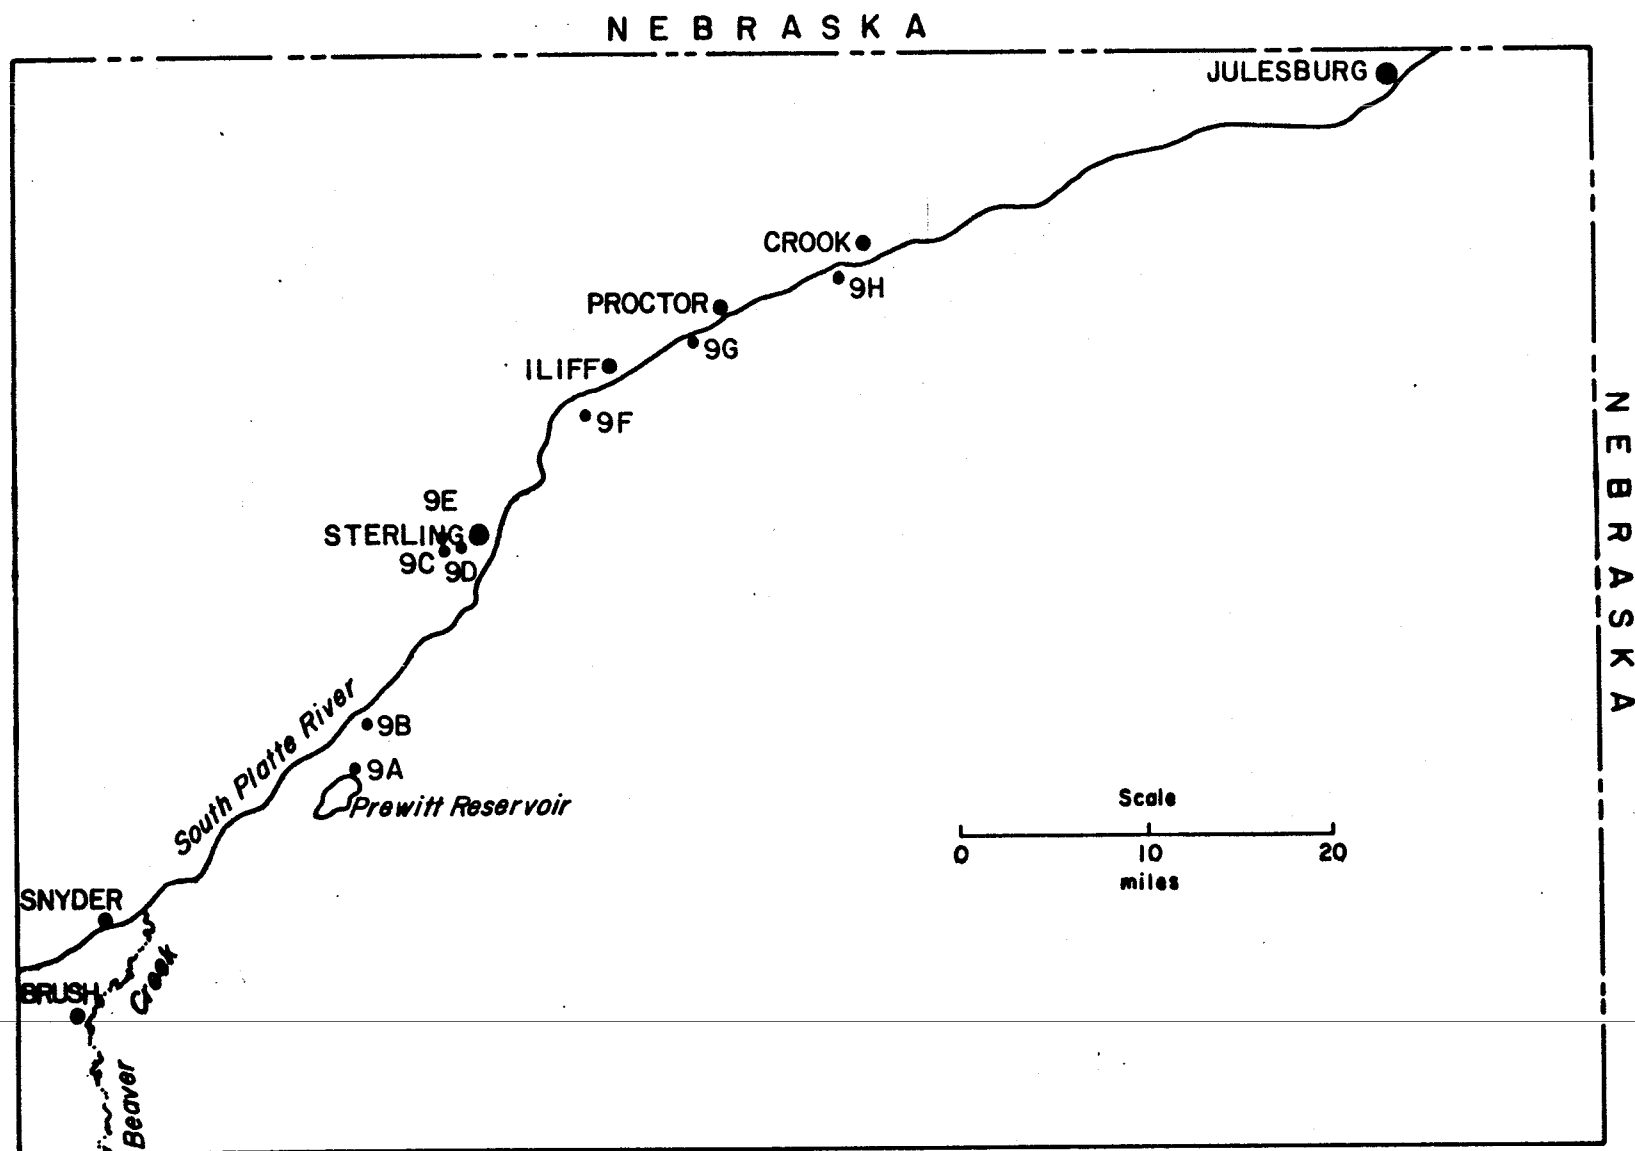 NEBRASKA
JULESBURG
CROOK
9H
PROCTOR
9G
ILIFF
9F
NEBRASKA
9E
STERLING
9C 9D
South Platte River
9B
9A
Prewitt Reservoir
Scale
0 10 20
miles
SNYDER
BRUSH
Beaver Creek